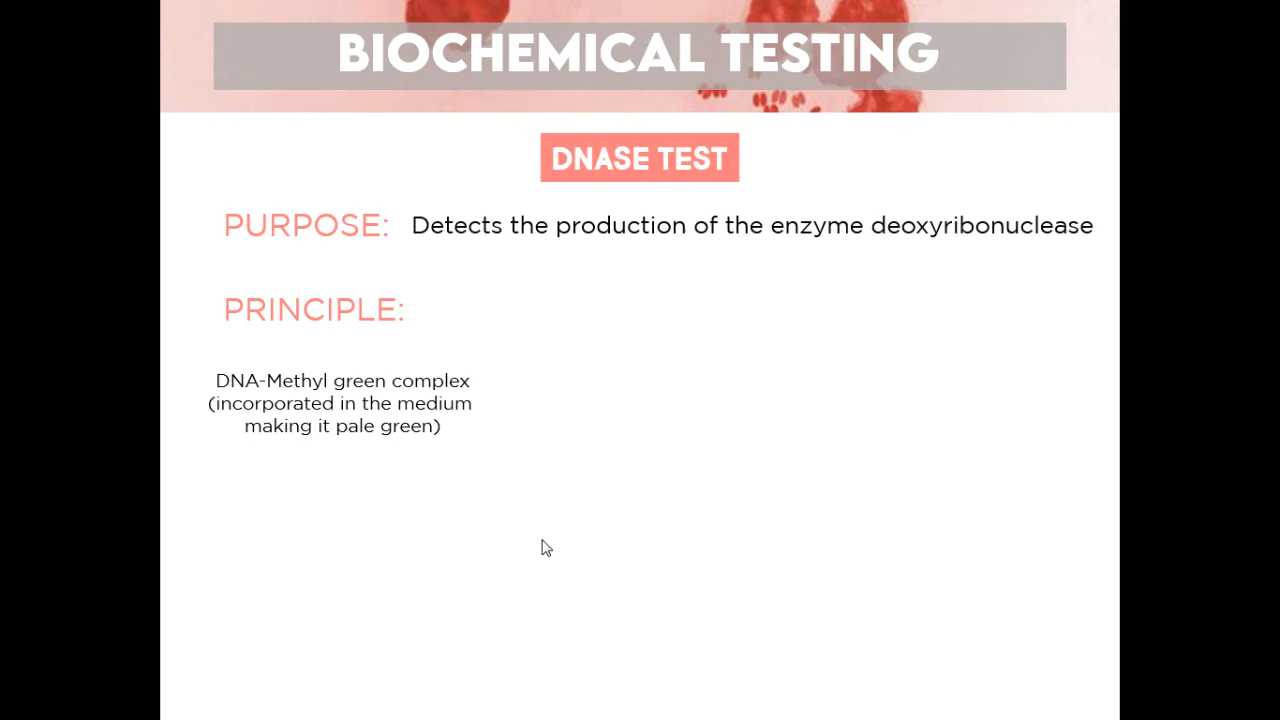 BIOCHEMICAL TESTING
DNASE TEST
PURPOSE: Detects the production of the enzyme deoxyribonuclease
PRINCIPLE:
DNA-Methyl green complex
(incorporated in the medium
making it pale green)